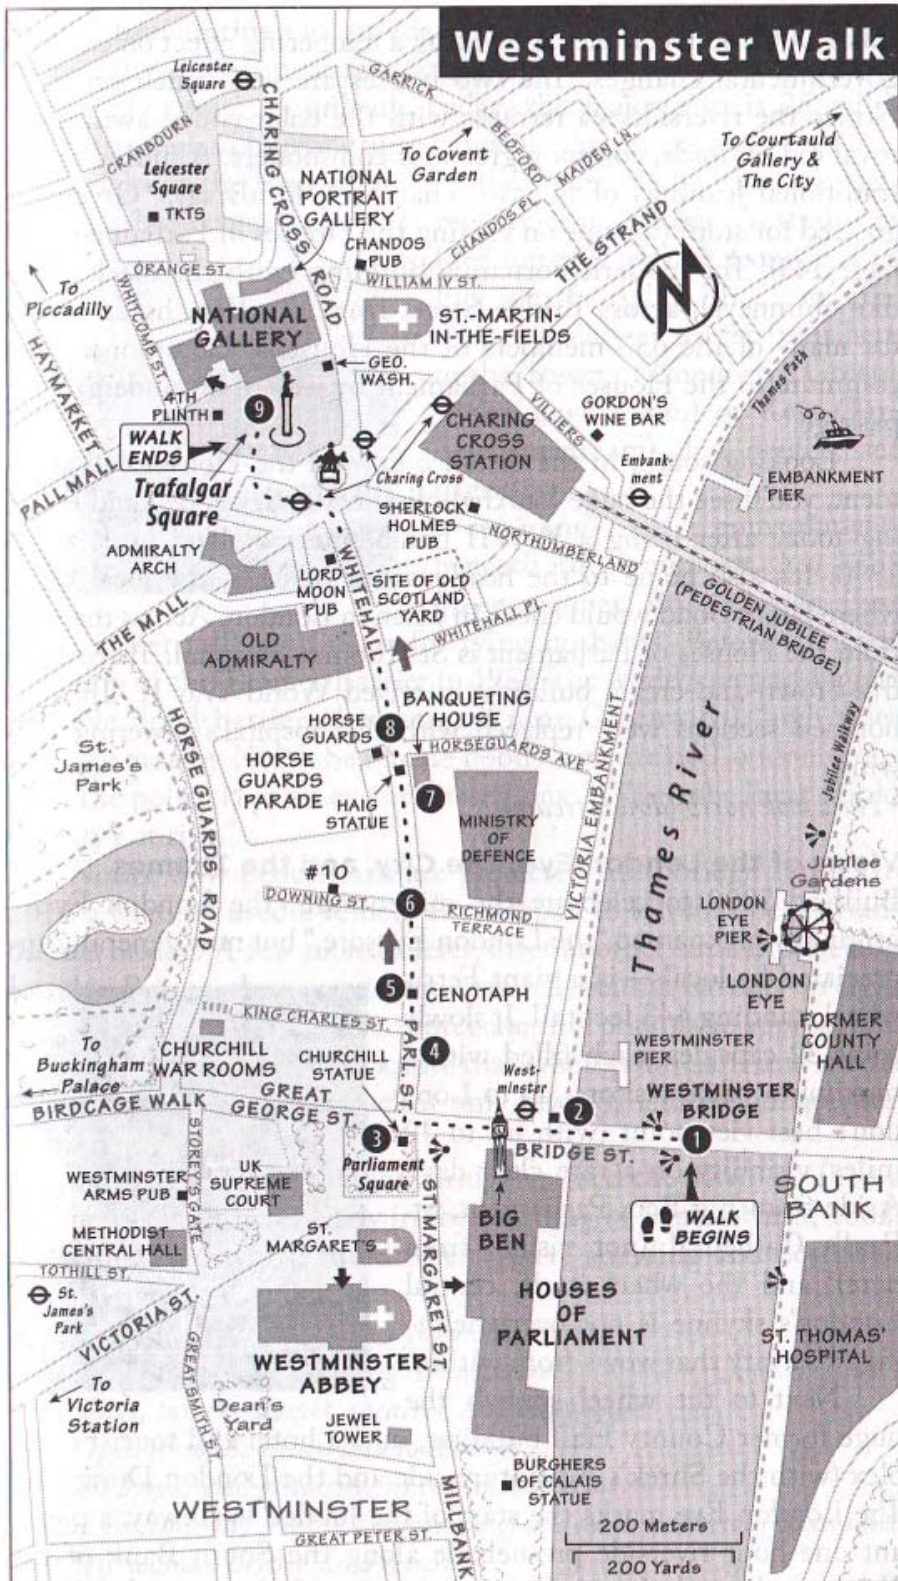 Westminster Walk
Leicester
Square
GARRICK
CHARING CROSS
ROAD
CRANBOURN
Leicester
Square
TKTS
To Covent
Garden
BEDFORD
MAIDEN LN.
To Courtauld
Gallery &
The City
NATIONAL
PORTRAIT
GALLERY
CHANDOS PL.
THE STRAND
CHANDOS
PUB
ORANGE ST.
WILLIAM IV ST.
N
To
Piccadilly
WHITCOMB ST.
NATIONAL
GALLERY
ST.-MARTIN-
IN-THE-FIELDS
HAYMARKET
GEO.
WASH.
Thames Path
4TH
PLINTH
9
VILLIERS
GORDON'S
WINE BAR
WALK
ENDS
CHARING
CROSS
STATION
PALL MALL
Trafalgar
Square
Charing Cross
Embank-
ment
EMBANKMENT
PIER
SHERLOCK
HOLMES
PUB
NORTHUMBERLAND
ADMIRALTY
ARCH
LORD
MOON
PUB
WHITEHALL
SITE OF OLD
SCOTLAND
YARD
WHITEHALL PL.
GOLDEN JUBILEE
(PEDESTRIAN BRIDGE)
THE MALL
OLD
ADMIRALTY
BANQUETING
HOUSE
HORSE
GUARDS
8
HORSEGUARDS AVE.
St.
James's
Park
HORSE GUARDS ROAD
HORSE
GUARDS
PARADE
HAIG
STATUE
7
MINISTRY
OF
DEFENCE
VICTORIA EMBANKMENT
Thames River
Jubilee Walkway
Jubilee
Gardens
#10
DOWNING ST.
6
RICHMOND
TERRACE
LONDON
EYE
PIER
LONDON
EYE
5
CENOTAPH
KING CHARLES ST.
PARL. ST.
4
WESTMINSTER
PIER
FORMER
COUNTY
HALL
To
Buckingham
Palace
CHURCHILL
WAR ROOMS
CHURCHILL
STATUE
West-
minster
2
WESTMINSTER
BRIDGE
BIRDCAGE WALK
GREAT
GEORGE ST.
3
Parliament
Square
BRIDGE ST.
1
STOREY'S GATE
WESTMINSTER
ARMS PUB
UK
SUPREME
COURT
ST. MARGARET ST.
BIG
BEN
WALK
BEGINS
SOUTH
BANK
METHODIST
CENTRAL HALL
ST.
MARGARET'S
TOTHILL ST.
St.
James's
Park
VICTORIA ST.
HOUSES
OF
PARLIAMENT
ST. THOMAS'
HOSPITAL
GREAT SMITH ST.
WESTMINSTER
ABBEY
To
Victoria
Station
Dean's
Yard
JEWEL
TOWER
BURGHERS
OF CALAIS
STATUE
WESTMINSTER
MILLBANK
GREAT PETER ST.
200 Meters
200 Yards